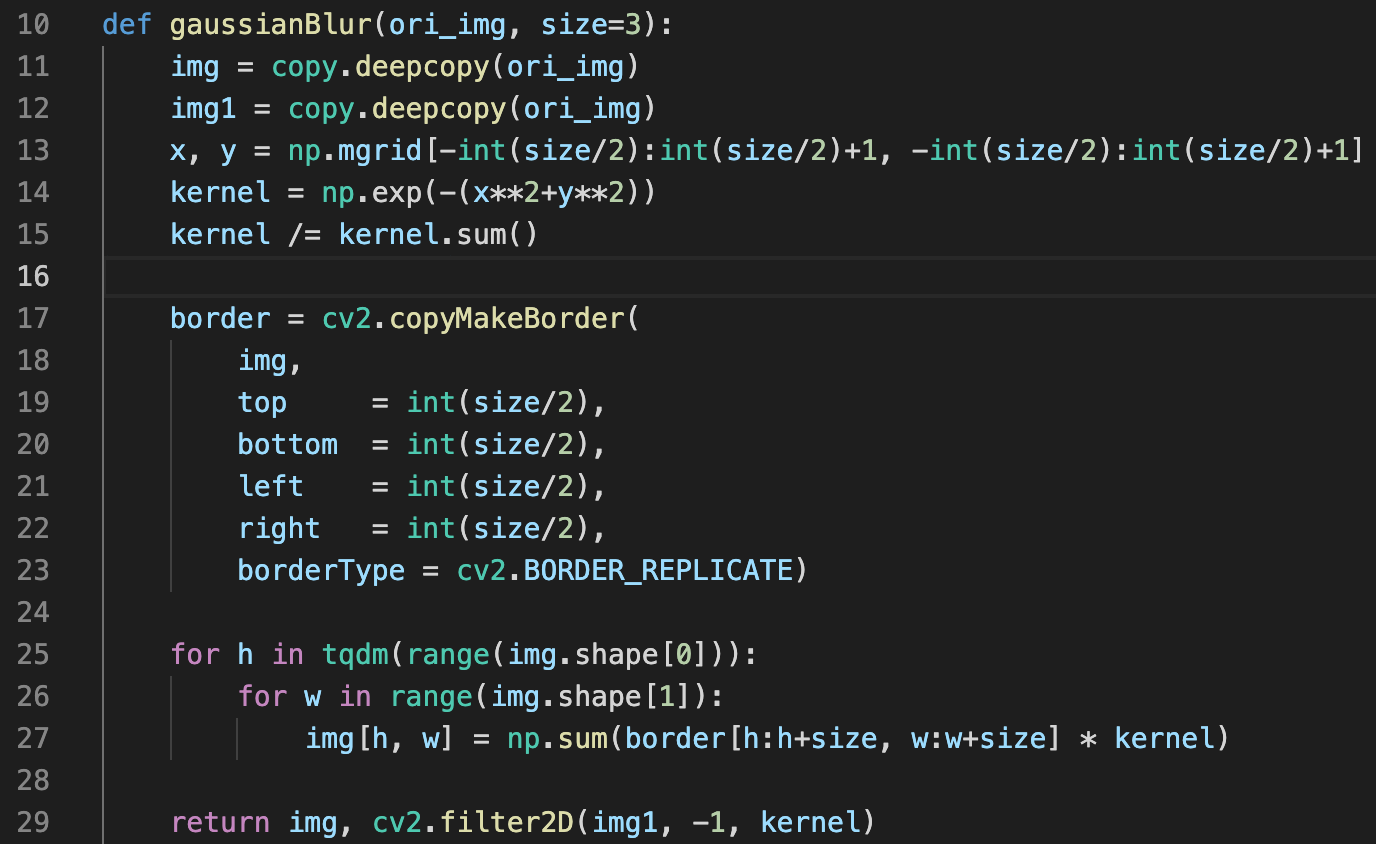 10 def gaussianBlur(ori_img, size=3):
11     img = copy.deepcopy(ori_img)
12     img1 = copy.deepcopy(ori_img)
13     x, y = np.mgrid[-int(size/2):int(size/2)+1, -int(size/2):int(size/2)+1]
14     kernel = np.exp(-(x**2+y**2))
15     kernel /= kernel.sum()
16
17     border = cv2.copyMakeBorder(
18         img,
19         top     = int(size/2),
20         bottom  = int(size/2),
21         left    = int(size/2),
22         right   = int(size/2),
23         borderType = cv2.BORDER_REPLICATE)
24
25     for h in tqdm(range(img.shape[0])):
26         for w in range(img.shape[1]):
27             img[h, w] = np.sum(border[h:h+size, w:w+size] * kernel)
28
29     return img, cv2.filter2D(img1, -1, kernel)